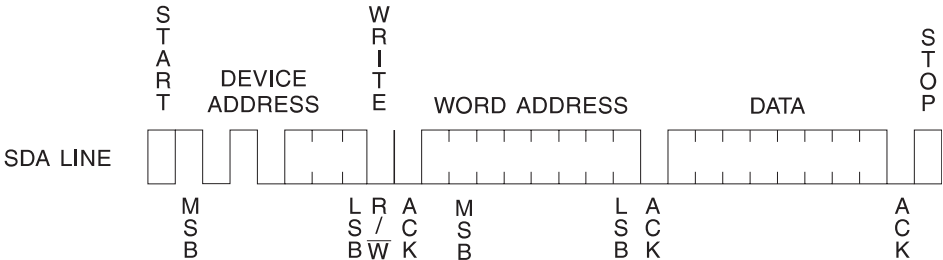 START
DEVICE
ADDRESS
WRITE
WORD ADDRESS
DATA
STOP
SDA LINE
MSB
LSB
R/W̅
ACK
MSB
LSB
ACK
ACK